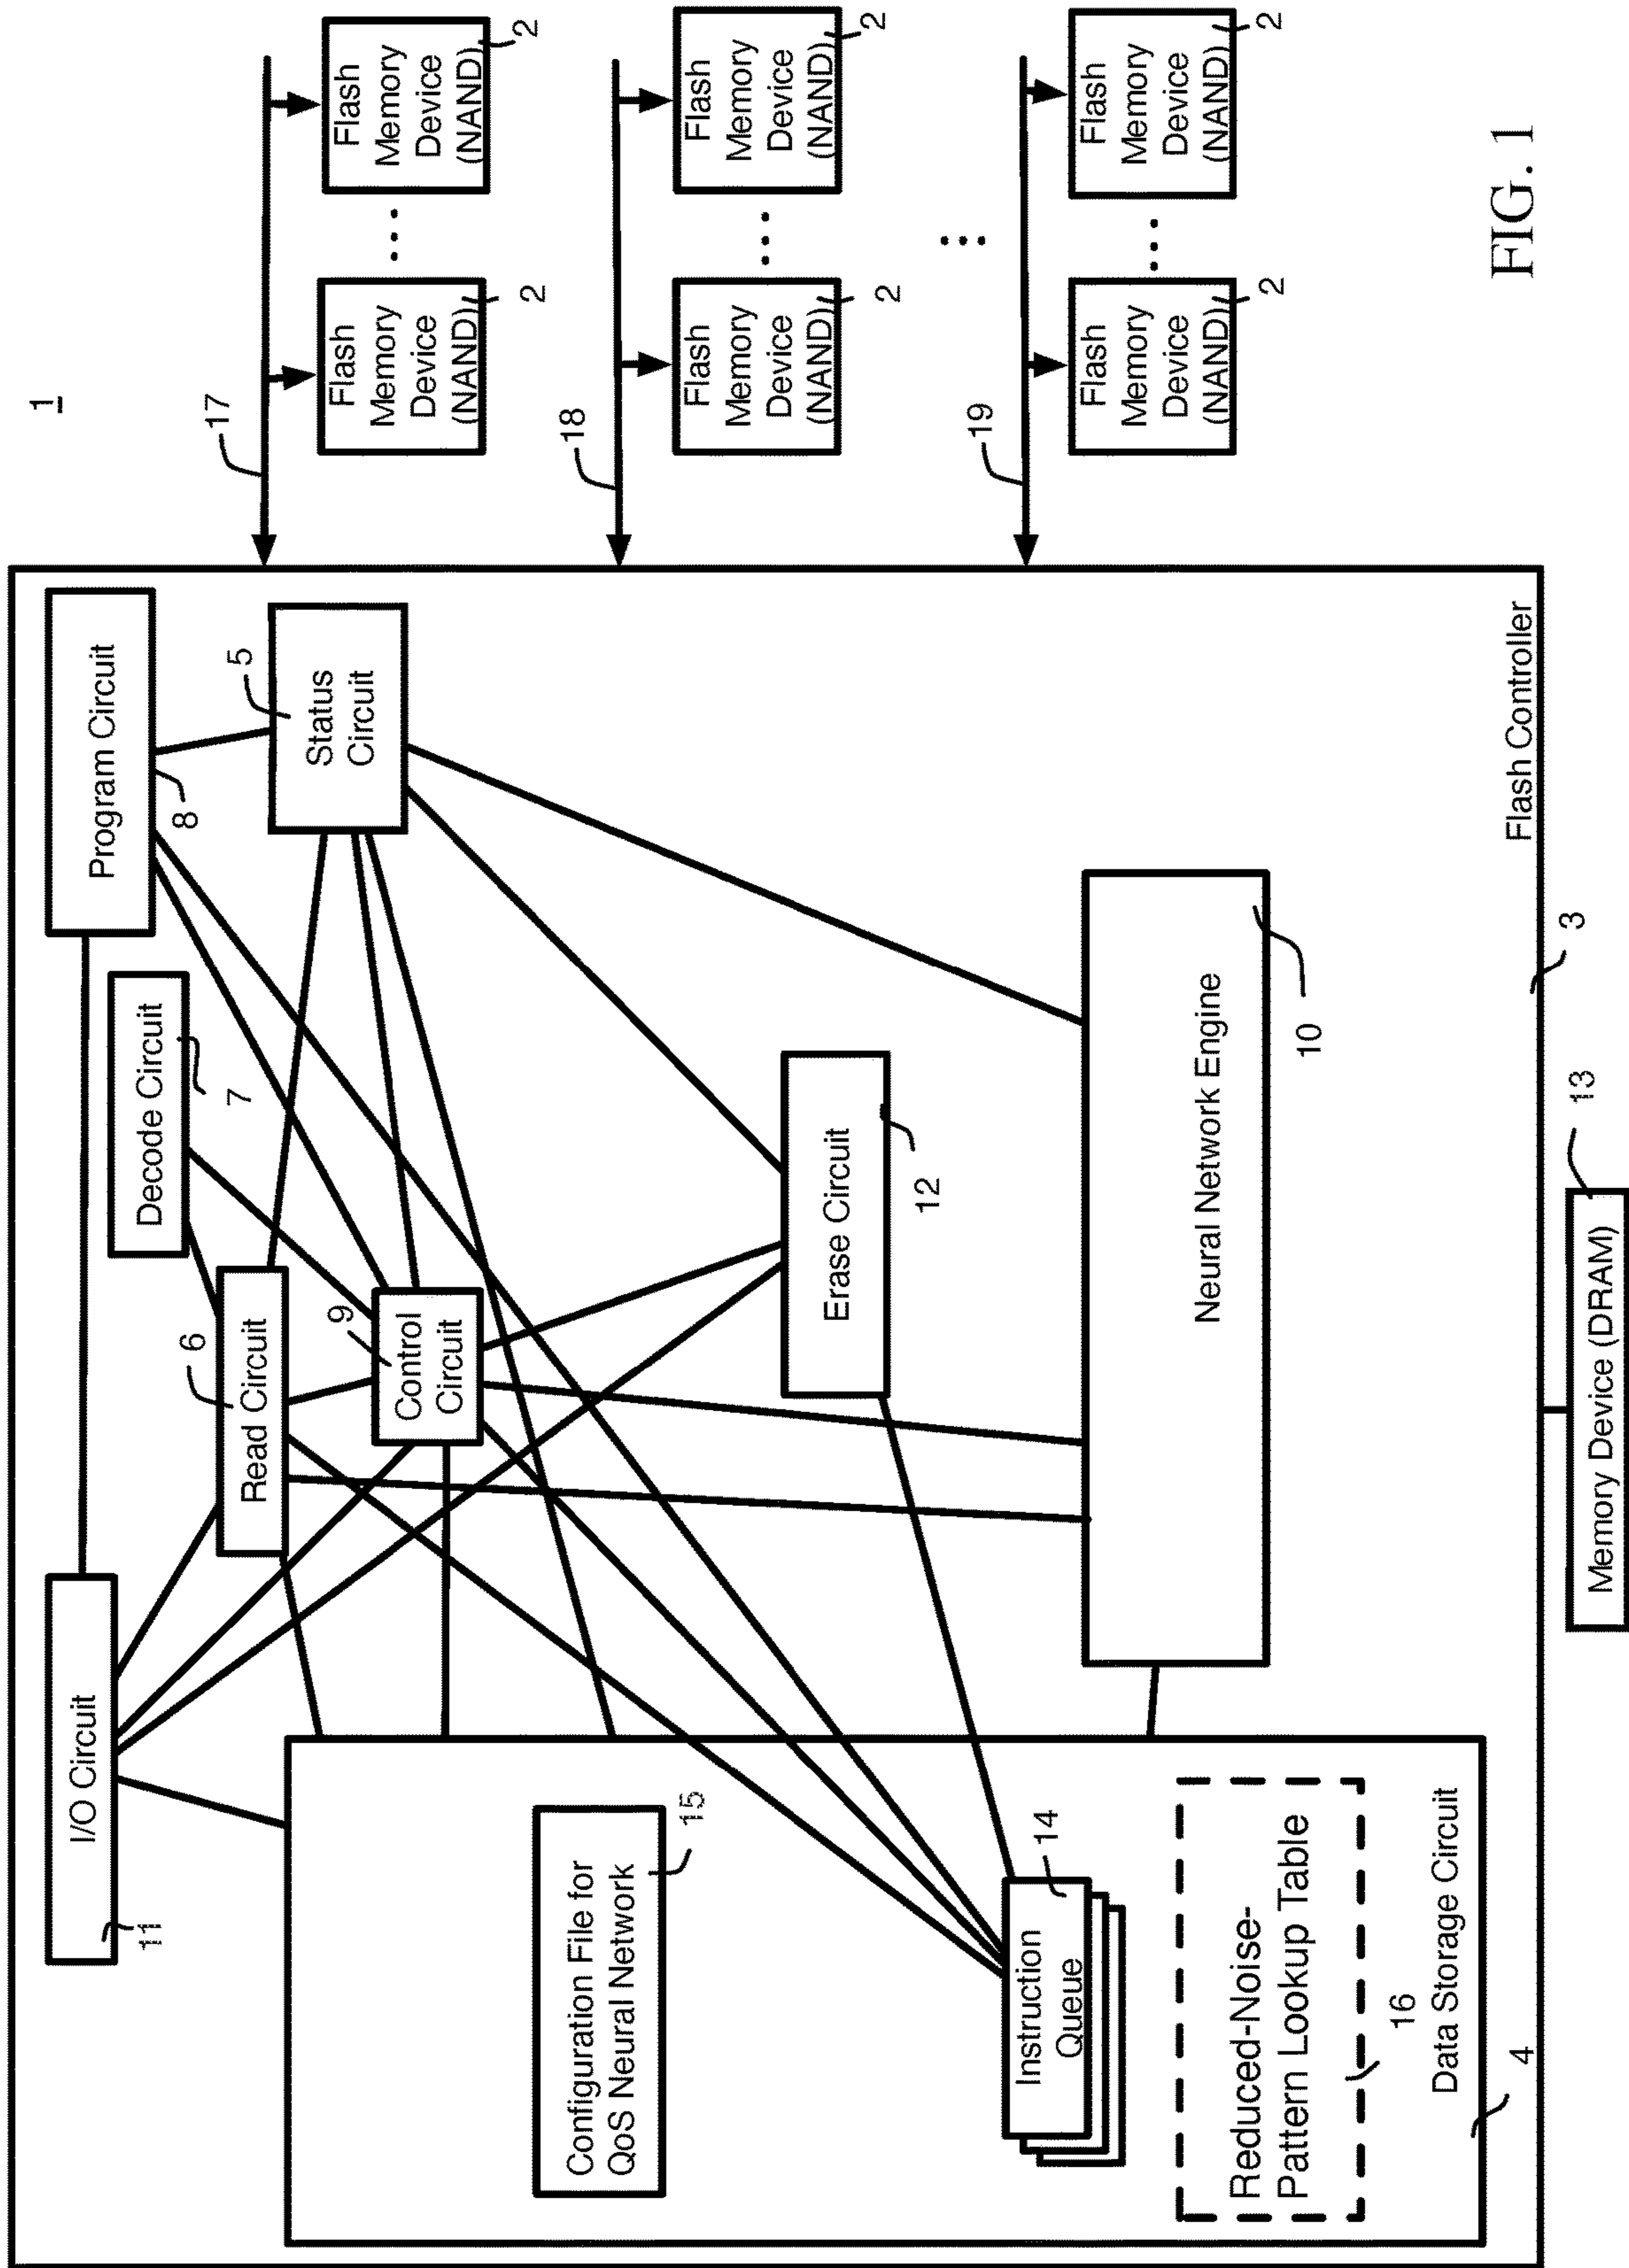 1
I/O Circuit
11
Program Circuit
8
Decode Circuit
7
Read Circuit
6
Status
Circuit
5
Control
Circuit
9
Erase Circuit
12
Neural Network Engine
10
Configuration File for
QoS Neural Network
15
Instruction
Queue
14
Reduced-Noise-
Pattern Lookup Table
16
Data Storage Circuit
4
Flash Controller
3
Memory Device (DRAM)
13
17
Flash
Memory
Device
(NAND)
2
Flash
Memory
Device
(NAND)
2
18
Flash
Memory
Device
(NAND)
2
Flash
Memory
Device
(NAND)
2
19
Flash
Memory
Device
(NAND)
2
Flash
Memory
Device
(NAND)
2
FIG. 1